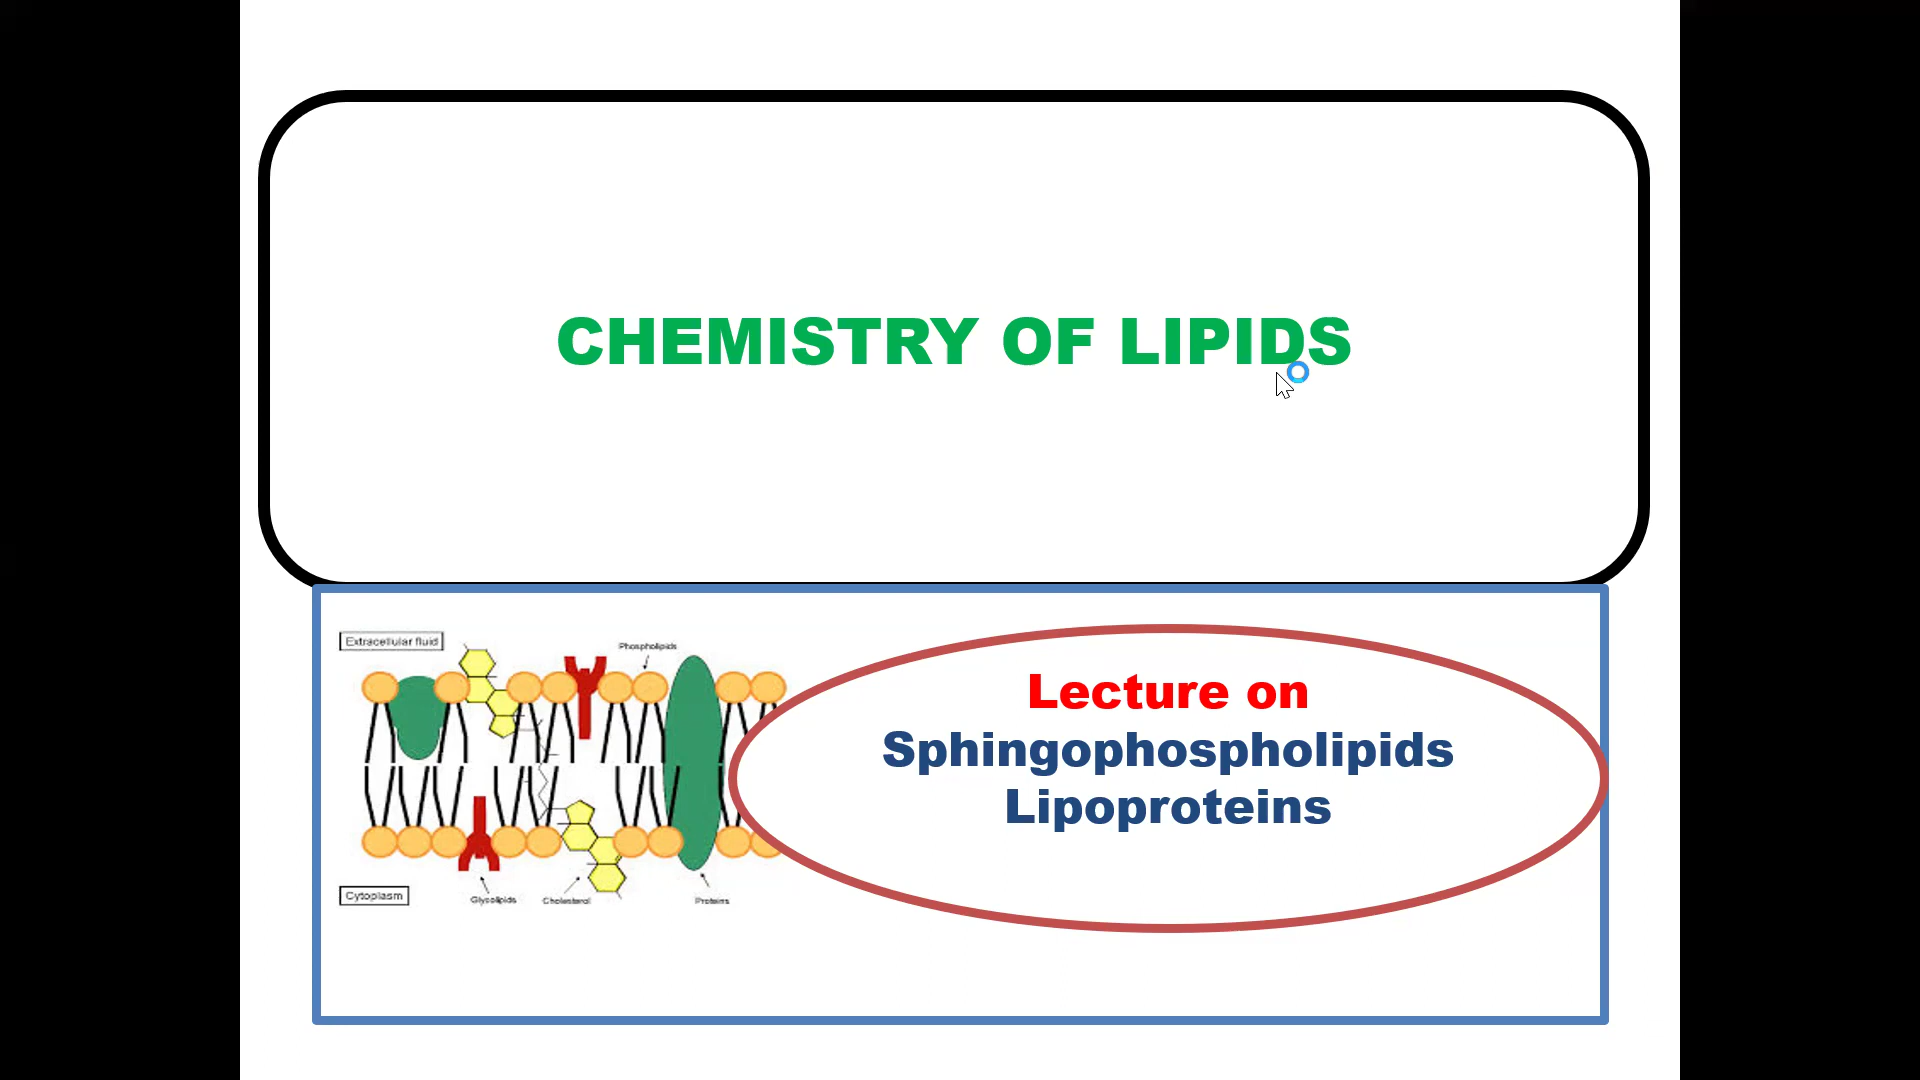 CHEMISTRY OF LIPIDS
Extracellular fluid
Phospholipids
Lecture on
Sphingophospholipids
Lipoproteins
Cytoplasm
Glycolipids
Cholesterol
Proteins